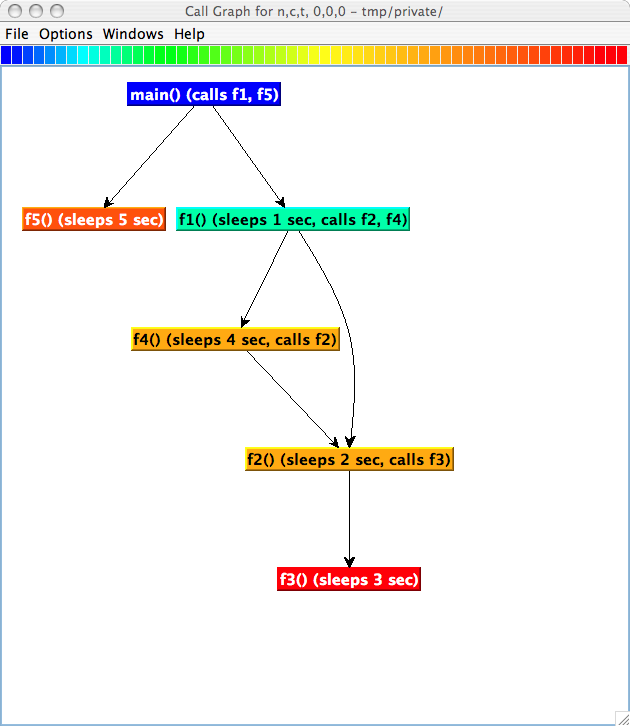 Call Graph for n,c,t, 0,0,0 - tmp/private/
File Options Windows Help
main() (calls f1, f5)
f5() (sleeps 5 sec)
f1() (sleeps 1 sec, calls f2, f4)
f4() (sleeps 4 sec, calls f2)
f2() (sleeps 2 sec, calls f3)
f3() (sleeps 3 sec)